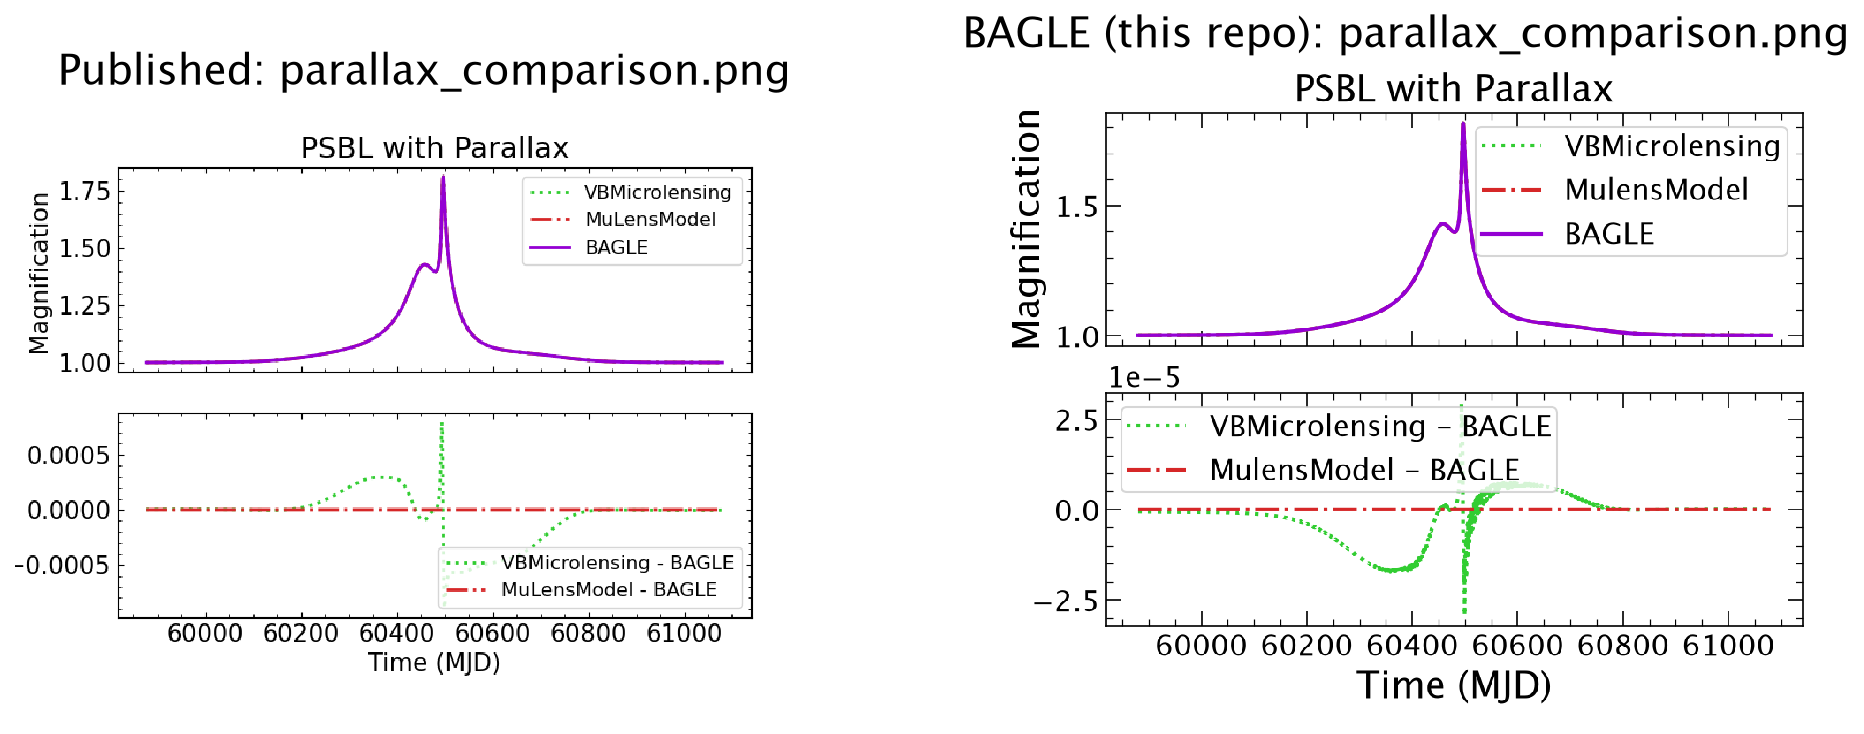 Published: parallax_comparison.png
PSBL with Parallax
Magnification
1.75
1.50
1.25
1.00
VBMicrolensing
MuLensModel
BAGLE
0.0005
0.0000
-0.0005
VBMicrolensing - BAGLE
MuLensModel - BAGLE
60000 60200 60400 60600 60800 61000
Time (MJD)
BAGLE (this repo): parallax_comparison.png
PSBL with Parallax
Magnification
1.5
1.0
VBMicrolensing
MulensModel
BAGLE
1e−5
2.5
0.0
−2.5
VBMicrolensing – BAGLE
MulensModel – BAGLE
60000 60200 60400 60600 60800 61000
Time (MJD)